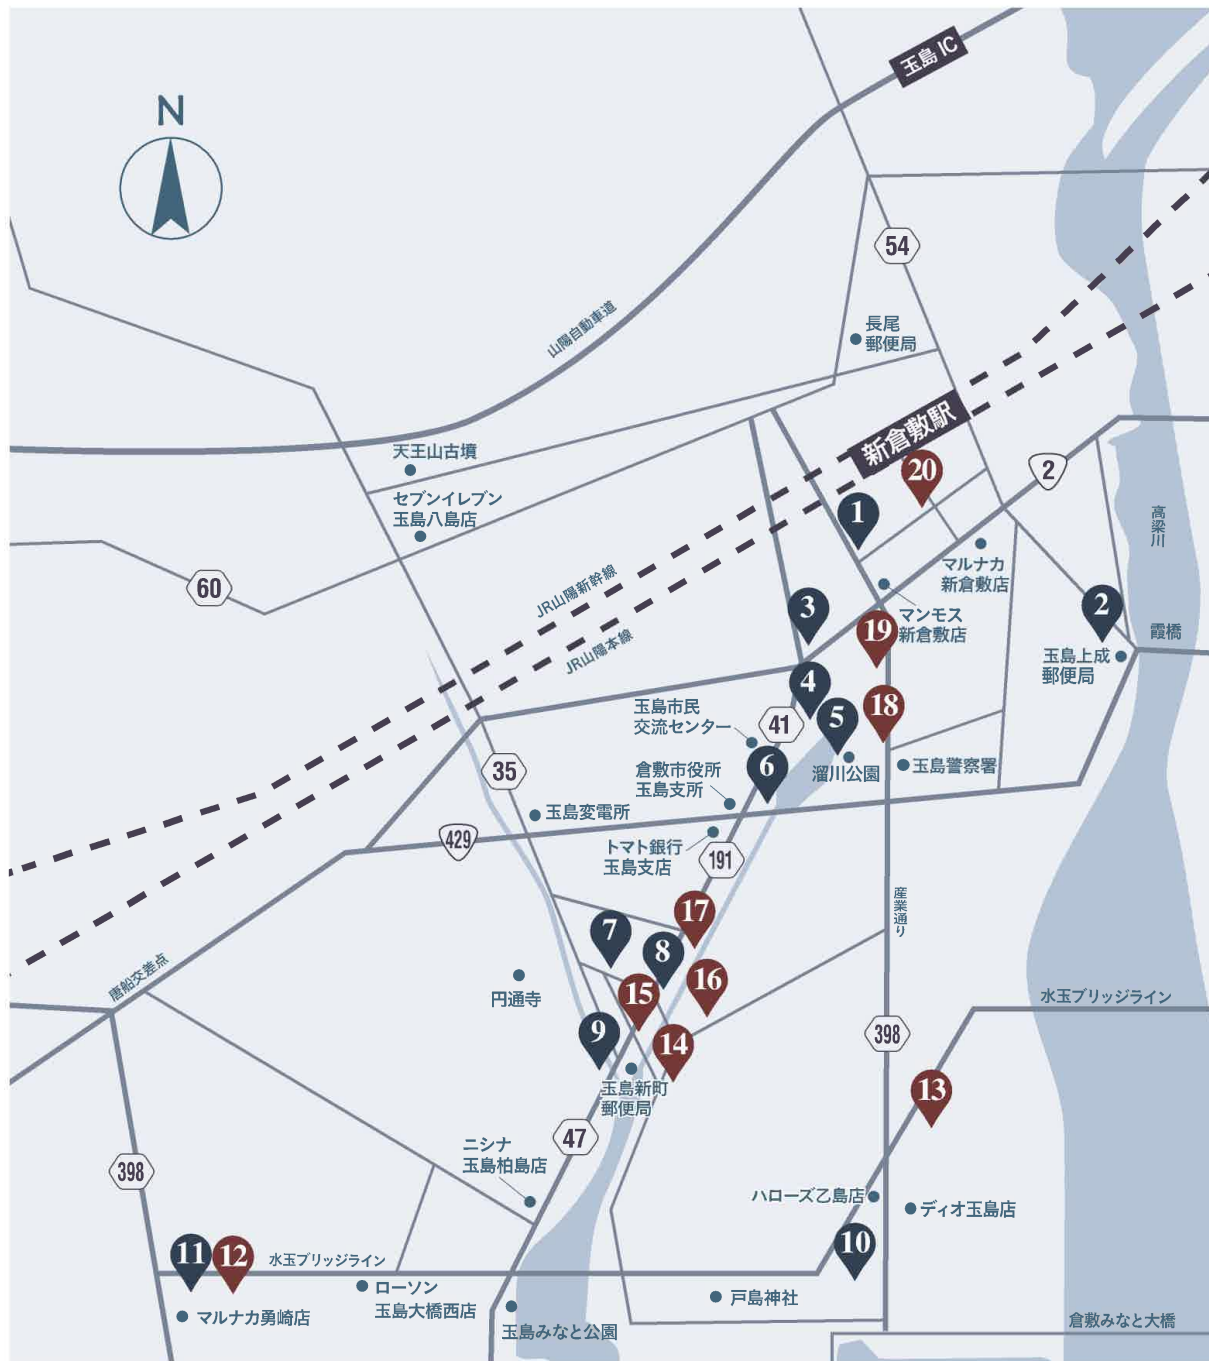 玉島IC
N
54
山陽自動車道
長尾
郵便局
新倉敷駅
天王山古墳
セブンイレブン
玉島八島店
20
2
1
高梁川
マルナカ
新倉敷店
60
JR山陽新幹線
JR山陽本線
3
マンモス
新倉敷店
2
19
霞橋
玉島上成
郵便局
4
玉島市民
交流センター
41
5
18
35
倉敷市役所
玉島支所
6
溜川公園
玉島警察署
玉島変電所
429
トマト銀行
玉島支店
191
産業通り
17
7
8
唐船交差点
円通寺
15
16
水玉ブリッジライン
9
14
398
玉島新町
郵便局
13
47
ニシナ
玉島柏島店
398
ハローズ乙島店
ディオ玉島店
10
11
12
水玉ブリッジライン
ローソン
玉島大橋西店
戸島神社
マルナカ勇崎店
玉島みなと公園
倉敷みなと大橋